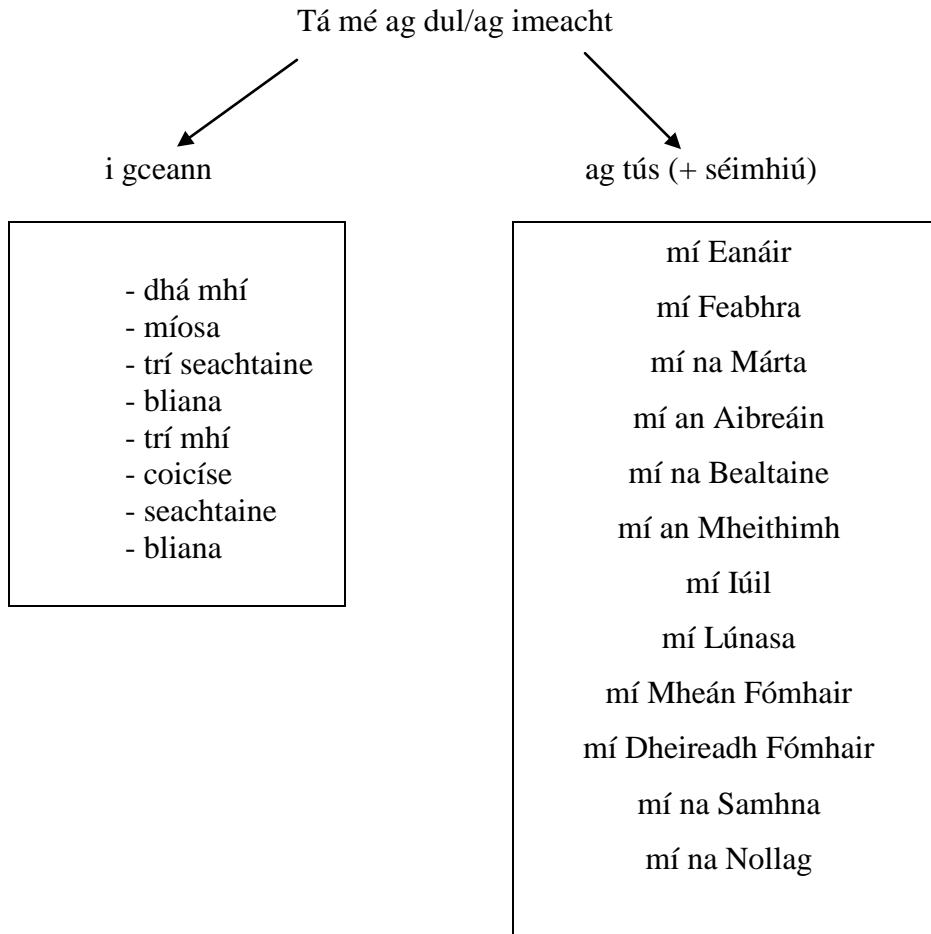 Tá mé ag dul/ag imeacht
i gceann
- dhá mhí
- míosa
- trí seachtaine
- bliana
- trí mhí
- coicíse
- seachtaine
- bliana
ag tús (+ séimhiú)
mí Eanáir
mí Feabhra
mí na Márta
mí an Aibreáin
mí na Bealtaine
mí an Mheithimh
mí Iúil
mí Lúnasa
mí Mheán Fómhair
mí Dheireadh Fómhair
mí na Samhna
mí na Nollag